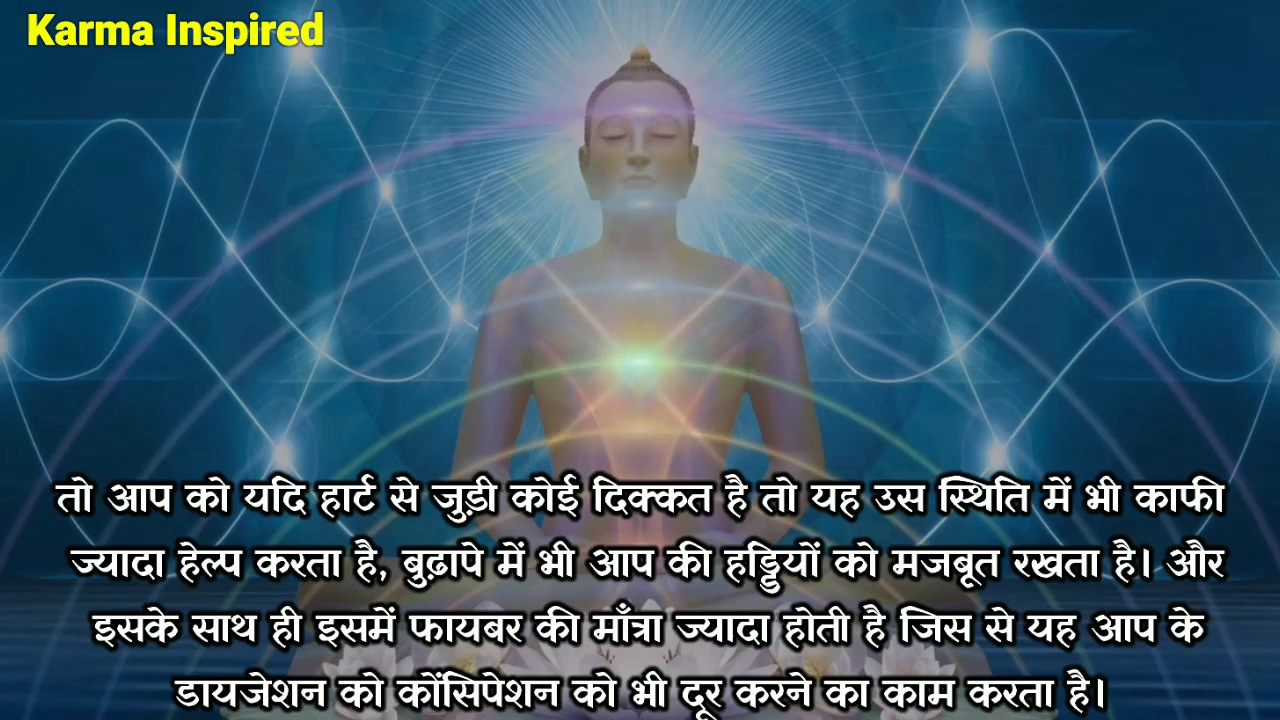 Karma Inspired
तो आप को यदि हार्ट से जुड़ी कोई दिक्कत है तो यह उस स्थिति में भी काफी
ज्यादा हेल्प करता है, बुढ़ापे में भी आप की हड्डियों को मजबूत रखता है। और
इसके साथ ही इसमें फायबर की माँत्रा ज्यादा होती है जिस से यह आप के
डायजेशन को कोंसिपेशन को भी दूर करने का काम करता है।